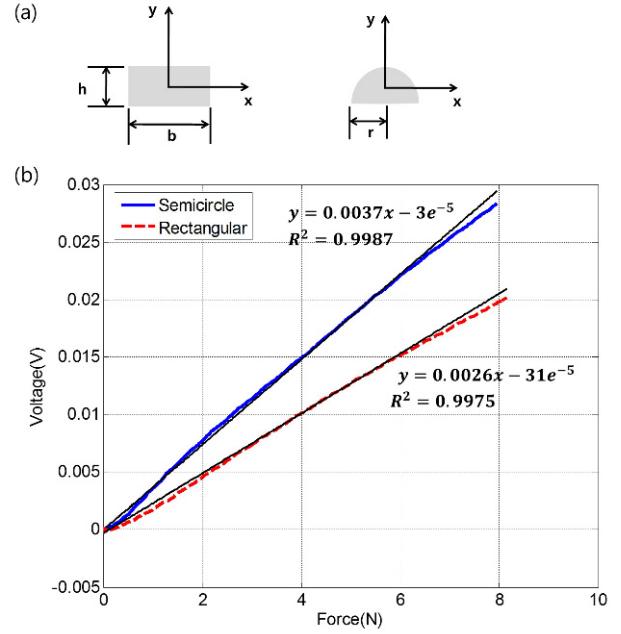 (a)
y
h
x
b
y
x
r
(b)
0.03
Semicircle
Rectangular
y = 0.0037x − 3e⁻⁵
R² = 0.9987
0.025
0.02
0.015
y = 0.0026x − 31e⁻⁵
R² = 0.9975
0.01
0.005
0
-0.005
Voltage(V)
0 2 4 6 8 10
Force(N)